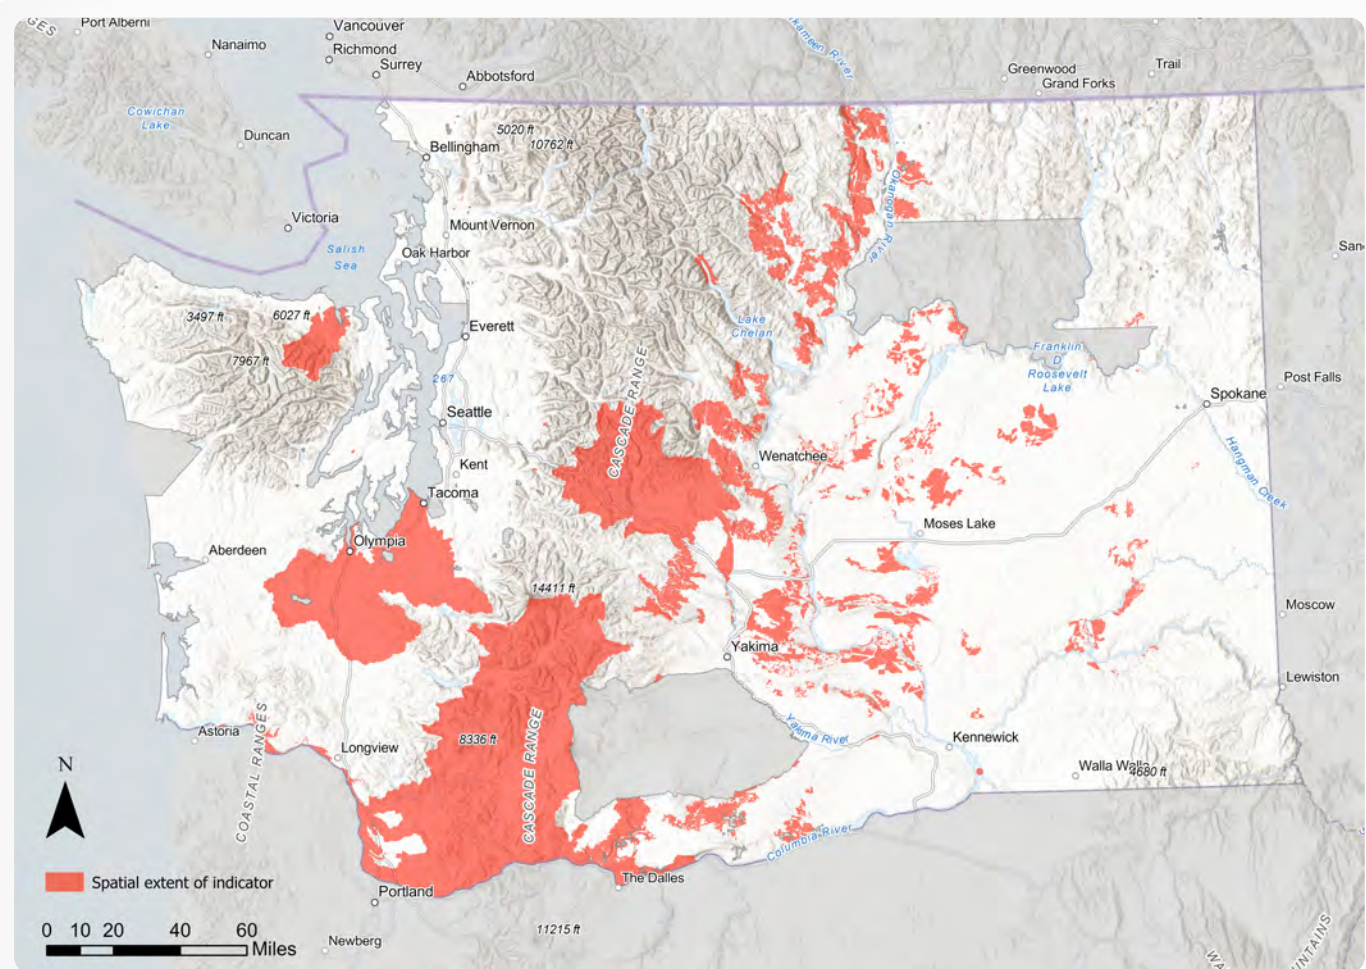 GES
Port Alberni
Vancouver
Nanaimo
Richmond
Surrey
Abbotsford
kameen River
Greenwood
Trail
Grand Forks
Cowichan
Lake
Duncan
5020 ft
10762 ft
Bellingham
Victoria
Mount Vernon
Okanogan River
Salish
Sea
Oak Harbor
San
3497 ft
6027 ft
Everett
Lake
Chelan
7967 ft
267
CASCADE RANGE
Franklin
D
Roosevelt
Lake
Post Falls
Spokane
Seattle
Hangman Creek
Kent
Wenatchee
Tacoma
Moses Lake
Olympia
Aberdeen
14411 ft
Moscow
Yakima
Lewiston
Astoria
COASTAL RANGES
8336 ft
CASCADE RANGE
Yakima River
Longview
Kennewick
Walla Walla
4680 ft
N
Columbia River
Spatial extent of indicator
The Dalles
Portland
0 10 20 40 60
Miles
Newberg
11215 ft
WA
UNTAINS